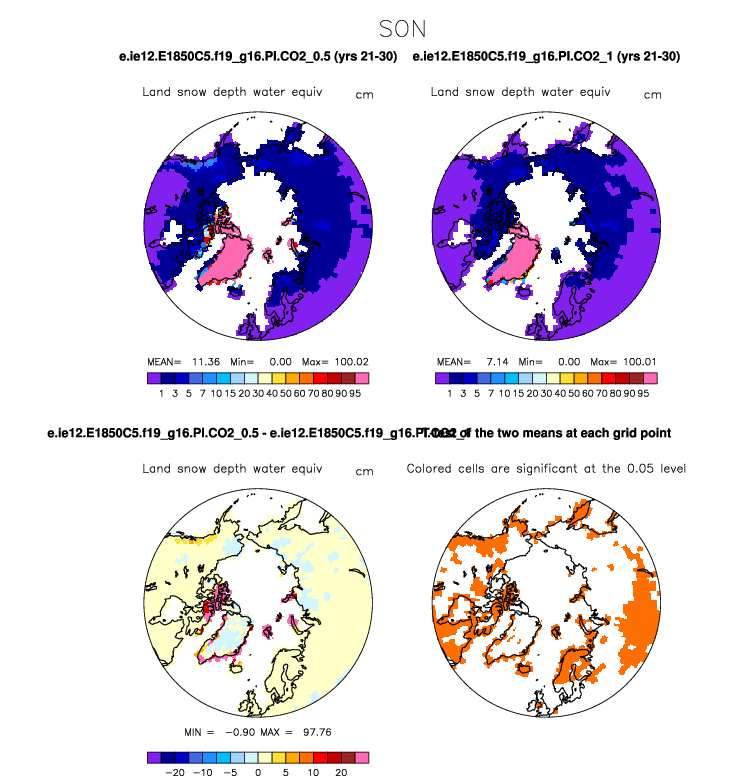 SON
e.ie12.E1850C5.f19_g16.PI.CO2_0.5 (yrs 21-30)
e.ie12.E1850C5.f19_g16.PI.CO2_1 (yrs 21-30)
Land snow depth water equiv cm
Land snow depth water equiv cm
MEAN= 11.36 Min= 0.00 Max= 100.02
MEAN= 7.14 Min= 0.00 Max= 100.01
1 3 5 7 10 15 20 30 40 50 60 70 80 90 95
1 3 5 7 10 15 20 30 40 50 60 70 80 90 95
e.ie12.E1850C5.f19_g16.PI.CO2_0.5 - e.ie12.E1850C5.f19_g16.PI.CO2_1
of the two means at each grid point
Land snow depth water equiv cm
Colored cells are significant at the 0.05 level
MIN = -0.90 MAX = 97.76
-20 -10 -5 0 5 10 20